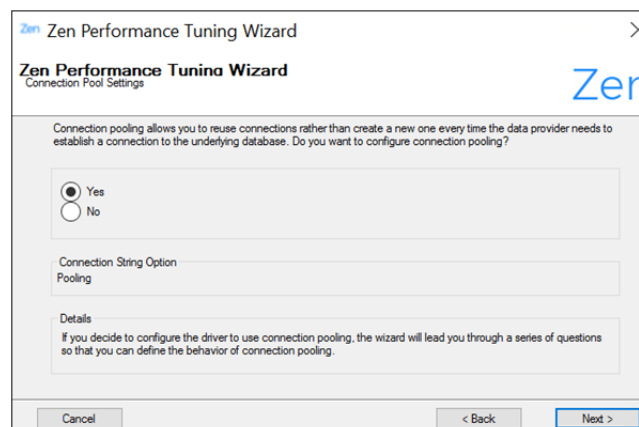 Zen Zen Performance Tuning Wizard
Zen Performance Tuning Wizard
Connection Pool Settings
Zen
Connection pooling allows you to reuse connections rather than create a new one every time the data provider needs to
establish a connection to the underlying database. Do you want to configure connection pooling?
Yes
No
Connection String Option
Pooling
Details
If you decide to configure the driver to use connection pooling, the wizard will lead you through a series of questions
so that you can define the behavior of connection pooling.
Cancel
< Back
Next >